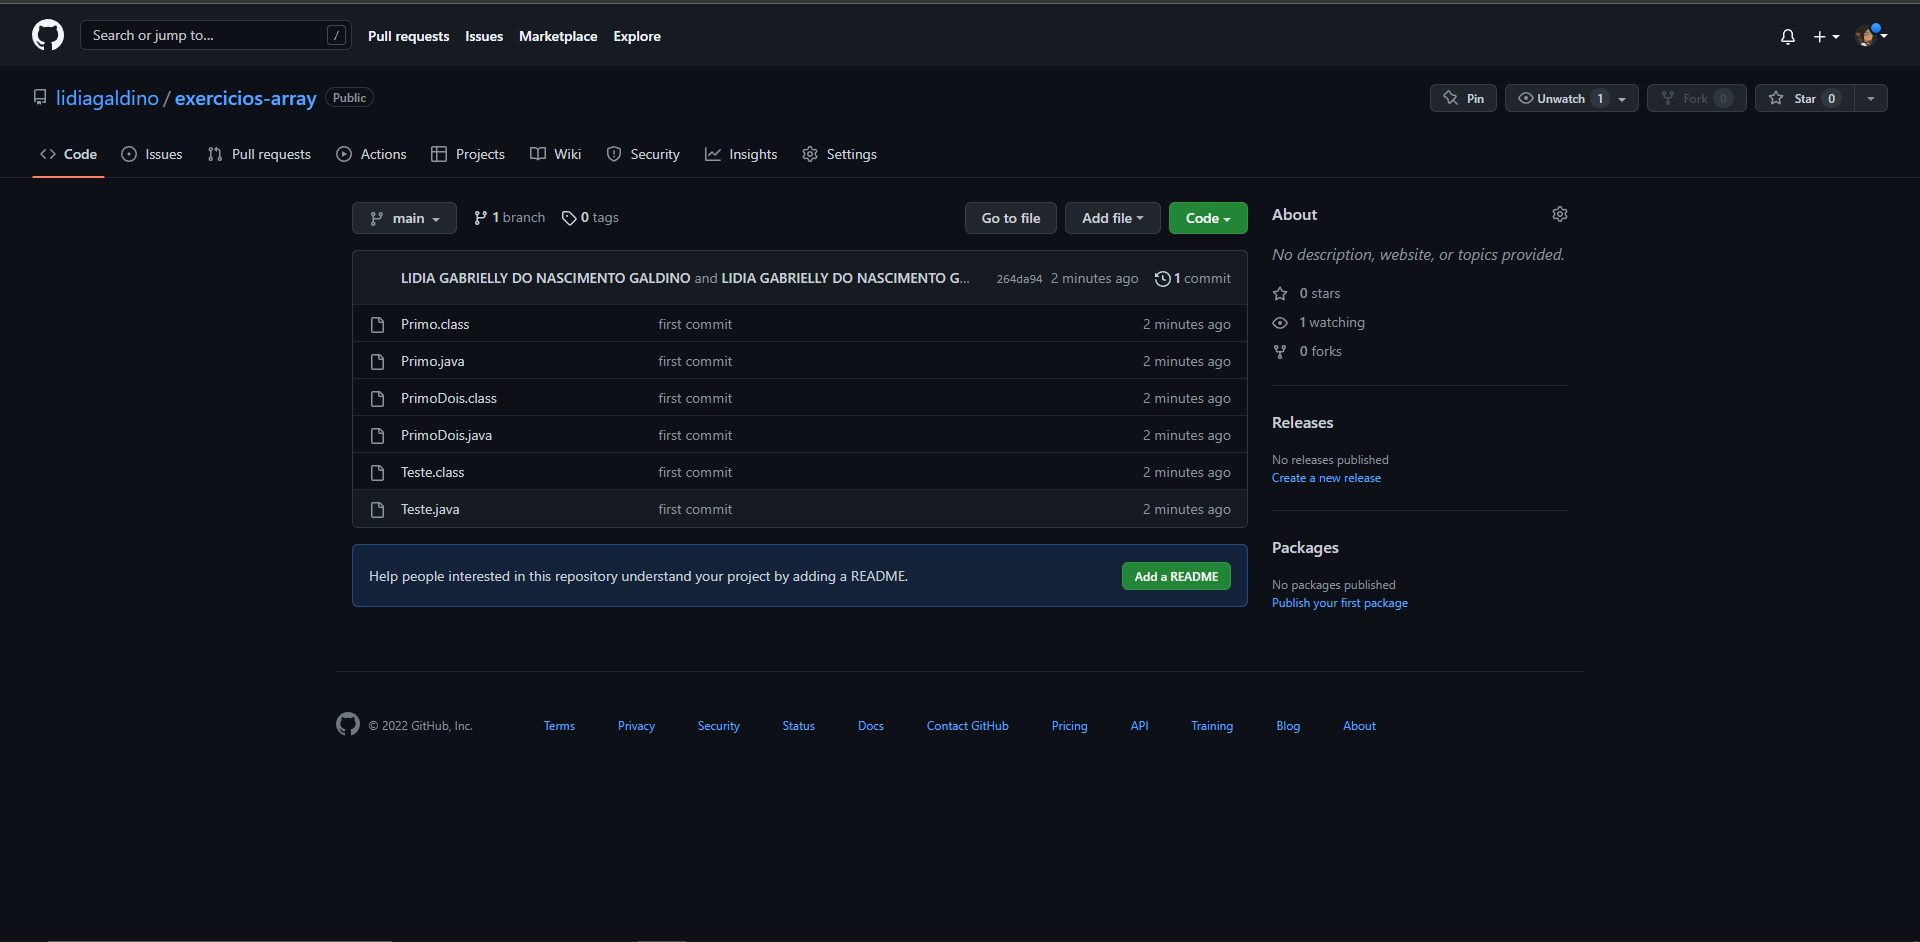 Search or jump to... /
Pull requests Issues Marketplace Explore
lidiagaldino / exercicios-array Public
Pin Unwatch 1 Fork 0 Star 0
Code Issues Pull requests Actions Projects Wiki Security Insights Settings
main 1 branch 0 tags Go to file Add file Code
LIDIA GABRIELLY DO NASCIMENTO GALDINO and LIDIA GABRIELLY DO NASCIMENTO G... 264da94 2 minutes ago 1 commit
Primo.class first commit 2 minutes ago
Primo.java first commit 2 minutes ago
PrimoDois.class first commit 2 minutes ago
PrimoDois.java first commit 2 minutes ago
Teste.class first commit 2 minutes ago
Teste.java first commit 2 minutes ago
Help people interested in this repository understand your project by adding a README. Add a README
About
No description, website, or topics provided.
0 stars
1 watching
0 forks
Releases
No releases published
Create a new release
Packages
No packages published
Publish your first package
© 2022 GitHub, Inc. Terms Privacy Security Status Docs Contact GitHub Pricing API Training Blog About